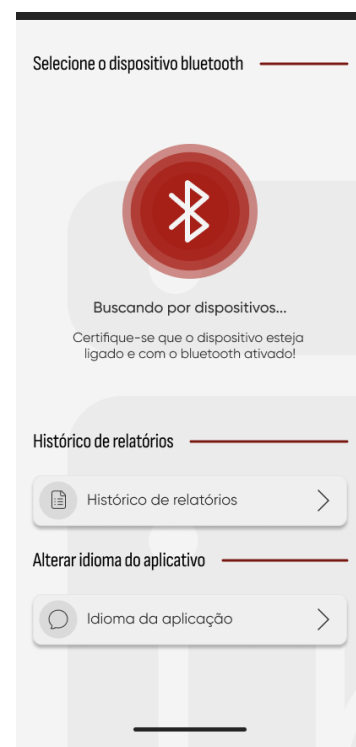 Selecione o dispositivo bluetooth
Buscando por dispositivos...
Certifique-se que o dispositivo esteja
ligado e com o bluetooth ativado!
Histórico de relatórios
Histórico de relatórios
Alterar idioma do aplicativo
Idioma da aplicação